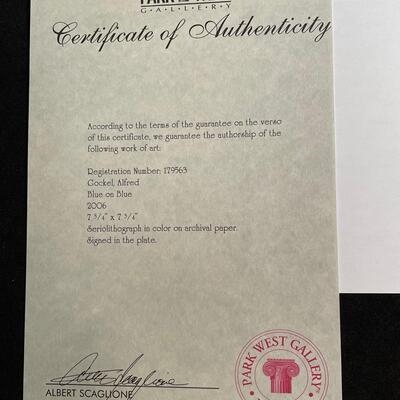 PARK WEST
G·A·L·L·E·R·Y
Certificate of Authenticity
According to the terms of the guarantee on the verso
of this certificate, we guarantee the authorship of the
following work of art:
Registration Number: 179563
Gockel, Alfred
Blue on Blue
2006
7 3/4" x 7 3/4"
Seriolithograph in color on archival paper.
Signed in the plate.
ALBERT SCAGLIONE
PARK WEST GALLERY